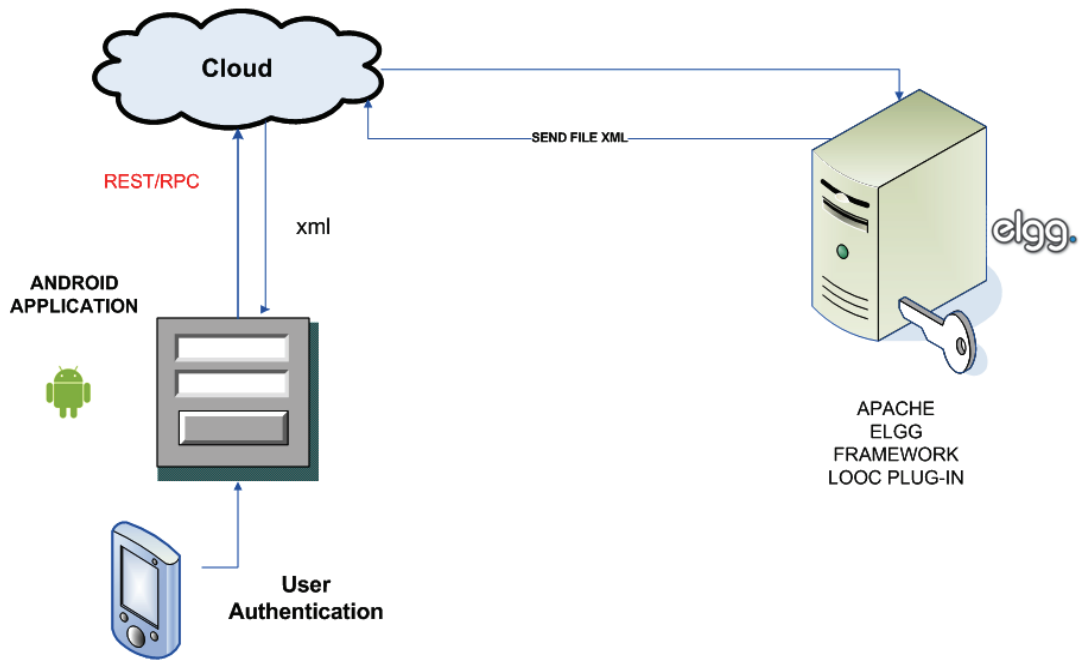 Cloud
SEND FILE XML
REST/RPC
xml
elgg.
ANDROID
APPLICATION
APACHE
ELGG
FRAMEWORK
LOOC PLUG-IN
User
Authentication